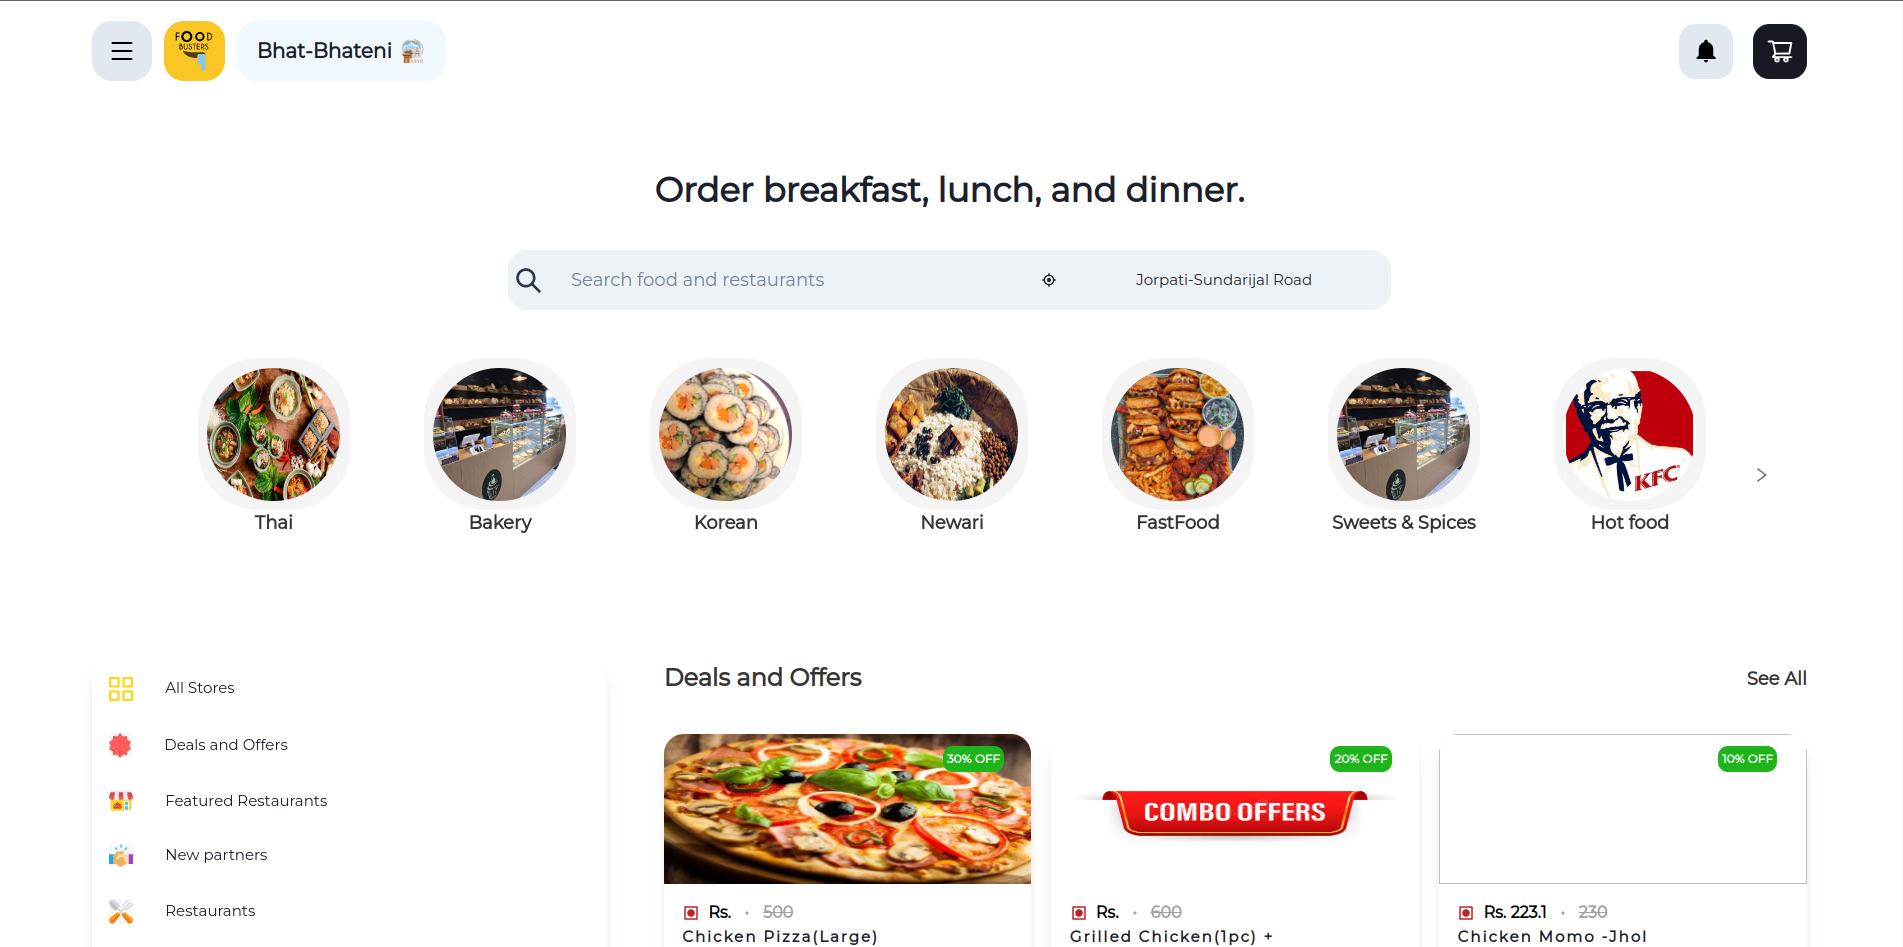 FOOD
BUSTERS
Bhat-Bhateni
Order breakfast, lunch, and dinner.
Search food and restaurants
Jorpati-Sundarijal Road
KFC
Thai
Bakery
Korean
Newari
FastFood
Sweets & Spices
Hot food
All Stores
Deals and Offers
Featured Restaurants
New partners
Restaurants
Deals and Offers
See All
30% OFF
Rs. • 500
Chicken Pizza(Large)
20% OFF
COMBO OFFERS
Rs. • 600
Grilled Chicken(1pc) +
10% OFF
Rs. 223.1 • 230
Chicken Momo -Jhol